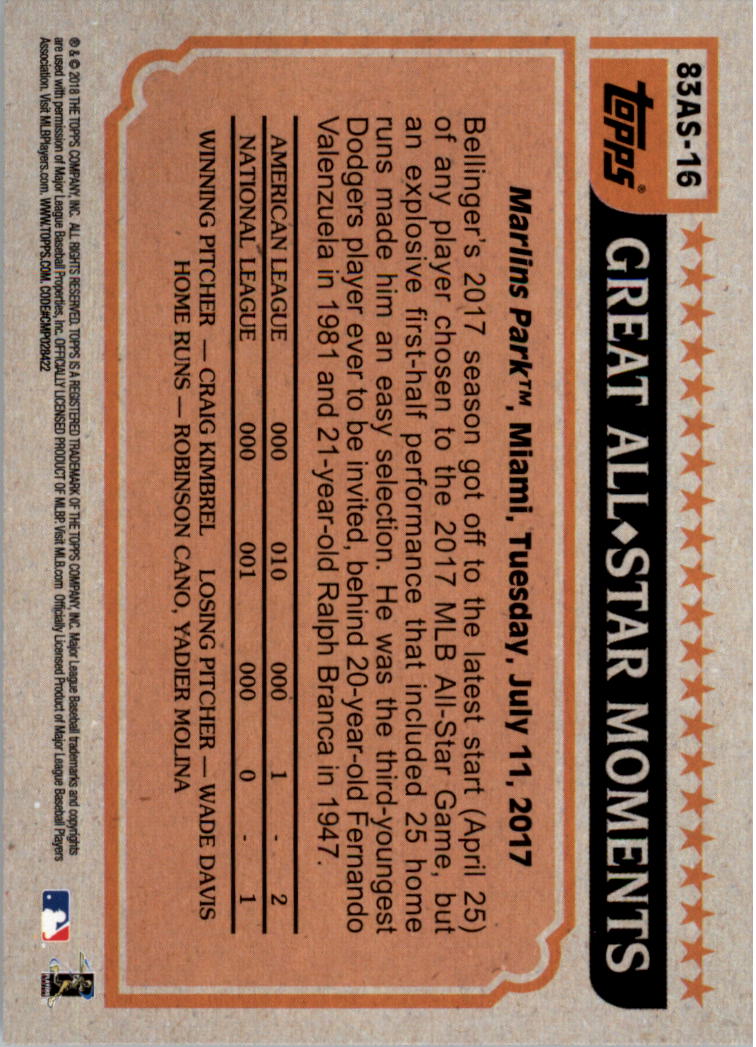 83AS-16
topps®
GREAT ALL◆STAR MOMENTS
Marlins Park™, Miami, Tuesday, July 11, 2017
Bellinger's 2017 season got off to the latest start (April 25)
of any player chosen to the 2017 MLB All-Star Game, but
an explosive first-half performance that included 25 home
runs made him an easy selection. He was the third-youngest
Dodgers player ever to be invited, behind 20-year-old Fernando
Valenzuela in 1981 and 21-year-old Ralph Branca in 1947.
AMERICAN LEAGUE 000 010 000 1 - 2
NATIONAL LEAGUE 000 001 000 0 - 1
WINNING PITCHER — CRAIG KIMBREL LOSING PITCHER — WADE DAVIS
HOME RUNS — ROBINSON CANO, YADIER MOLINA
® & © 2018 THE TOPPS COMPANY, INC. ALL RIGHTS RESERVED. TOPPS IS A REGISTERED TRADEMARK OF THE TOPPS COMPANY, INC. Major League Baseball trademarks and copyrights
are used with permission of Major League Baseball Properties, Inc. OFFICIALLY LICENSED PRODUCT OF MLBP. Visit MLB.com Officially Licensed Product of Major League Baseball Players
Association. Visit MLBPlayers.com. WWW.TOPPS.COM. CODE#CMP028422